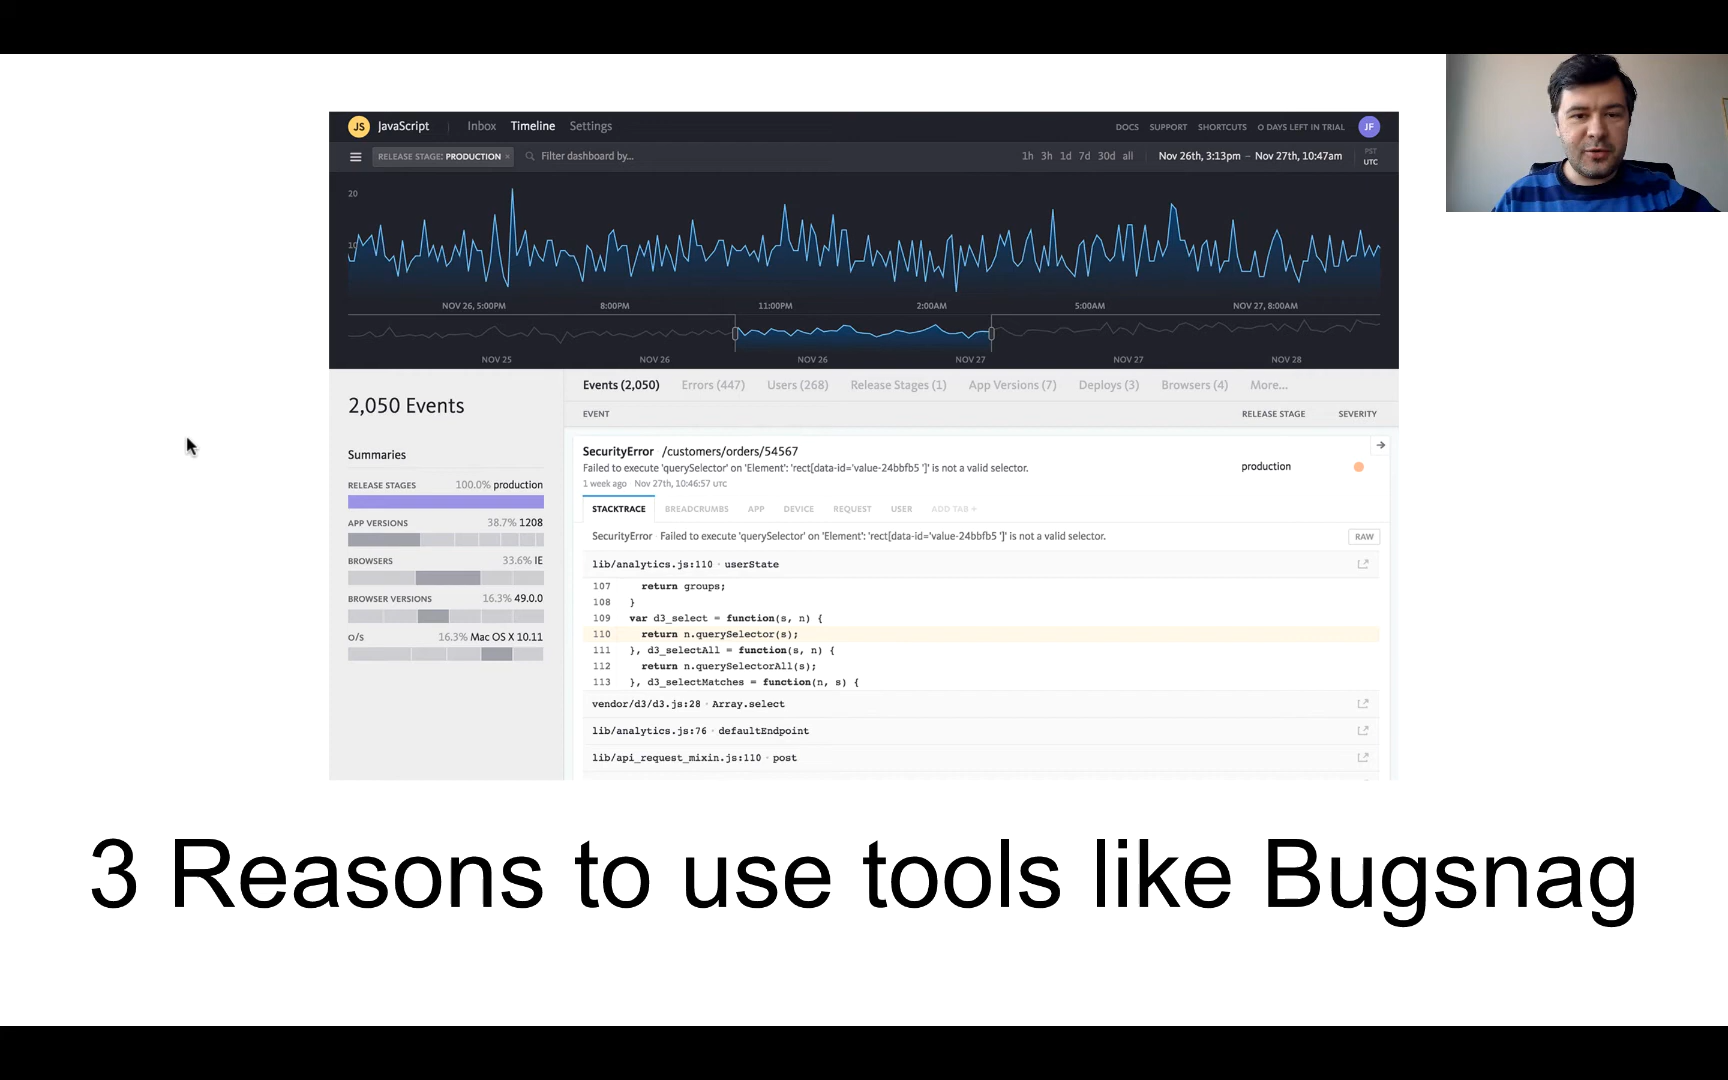 JS JavaScript | Inbox Timeline Settings DOCS SUPPORT SHORTCUTS 0 DAYS LEFT IN TRIAL JF
RELEASE STAGE: PRODUCTION × Filter dashboard by... 1h 3h 1d 7d 30d all Nov 26th, 3:13pm – Nov 27th, 10:47am PST
UTC
20
10
NOV 26, 5:00PM 8:00PM 11:00PM 2:00AM 5:00AM NOV 27, 8:00AM
NOV 25 NOV 26 NOV 26 NOV 27 NOV 27 NOV 28
2,050 Events
Summaries
RELEASE STAGES 100.0% production
APP VERSIONS 38.7% 1208
BROWSERS 33.6% IE
BROWSER VERSIONS 16.3% 49.0.0
O/S 16.3% Mac OS X 10.11
Events (2,050) Errors (447) Users (268) Release Stages (1) App Versions (7) Deploys (3) Browsers (4) More...
EVENT RELEASE STAGE SEVERITY
SecurityError /customers/orders/54567
Failed to execute 'querySelector' on 'Element': 'rect[data-id='value-24bbfb5 ']' is not a valid selector.
production
1 week ago · Nov 27th, 10:46:57 UTC
STACKTRACE BREADCRUMBS APP DEVICE REQUEST USER ADD TAB +
SecurityError · Failed to execute 'querySelector' on 'Element': 'rect[data-id='value-24bbfb5 ']' is not a valid selector. RAW
lib/analytics.js:110 · userState
107 return groups;
108 }
109 var d3_select = function(s, n) {
110 return n.querySelector(s);
111 }, d3_selectAll = function(s, n) {
112 return n.querySelectorAll(s);
113 }, d3_selectMatches = function(n, s) {
vendor/d3/d3.js:28 · Array.select
lib/analytics.js:76 · defaultEndpoint
lib/api_request_mixin.js:110 · post
3 Reasons to use tools like Bugsnag